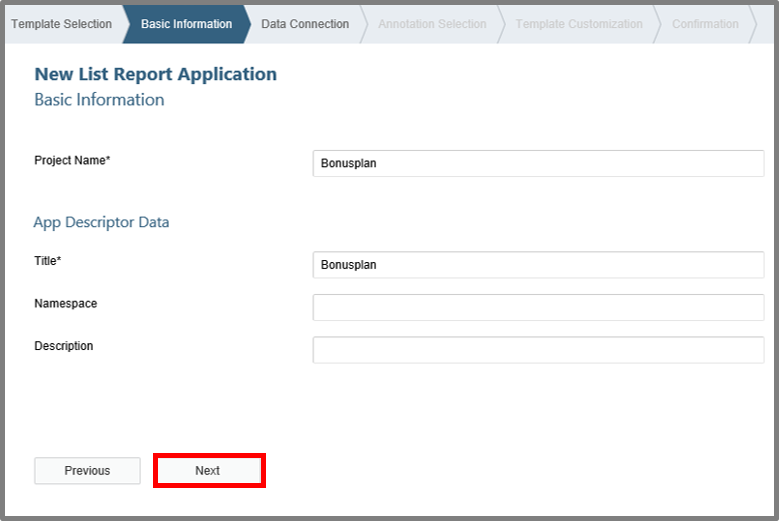 Template Selection Basic Information Data Connection Annotation Selection Template Customization Confirmation
New List Report Application
Basic Information
Project Name* Bonusplan
App Descriptor Data
Title* Bonusplan
Namespace
Description
Previous Next